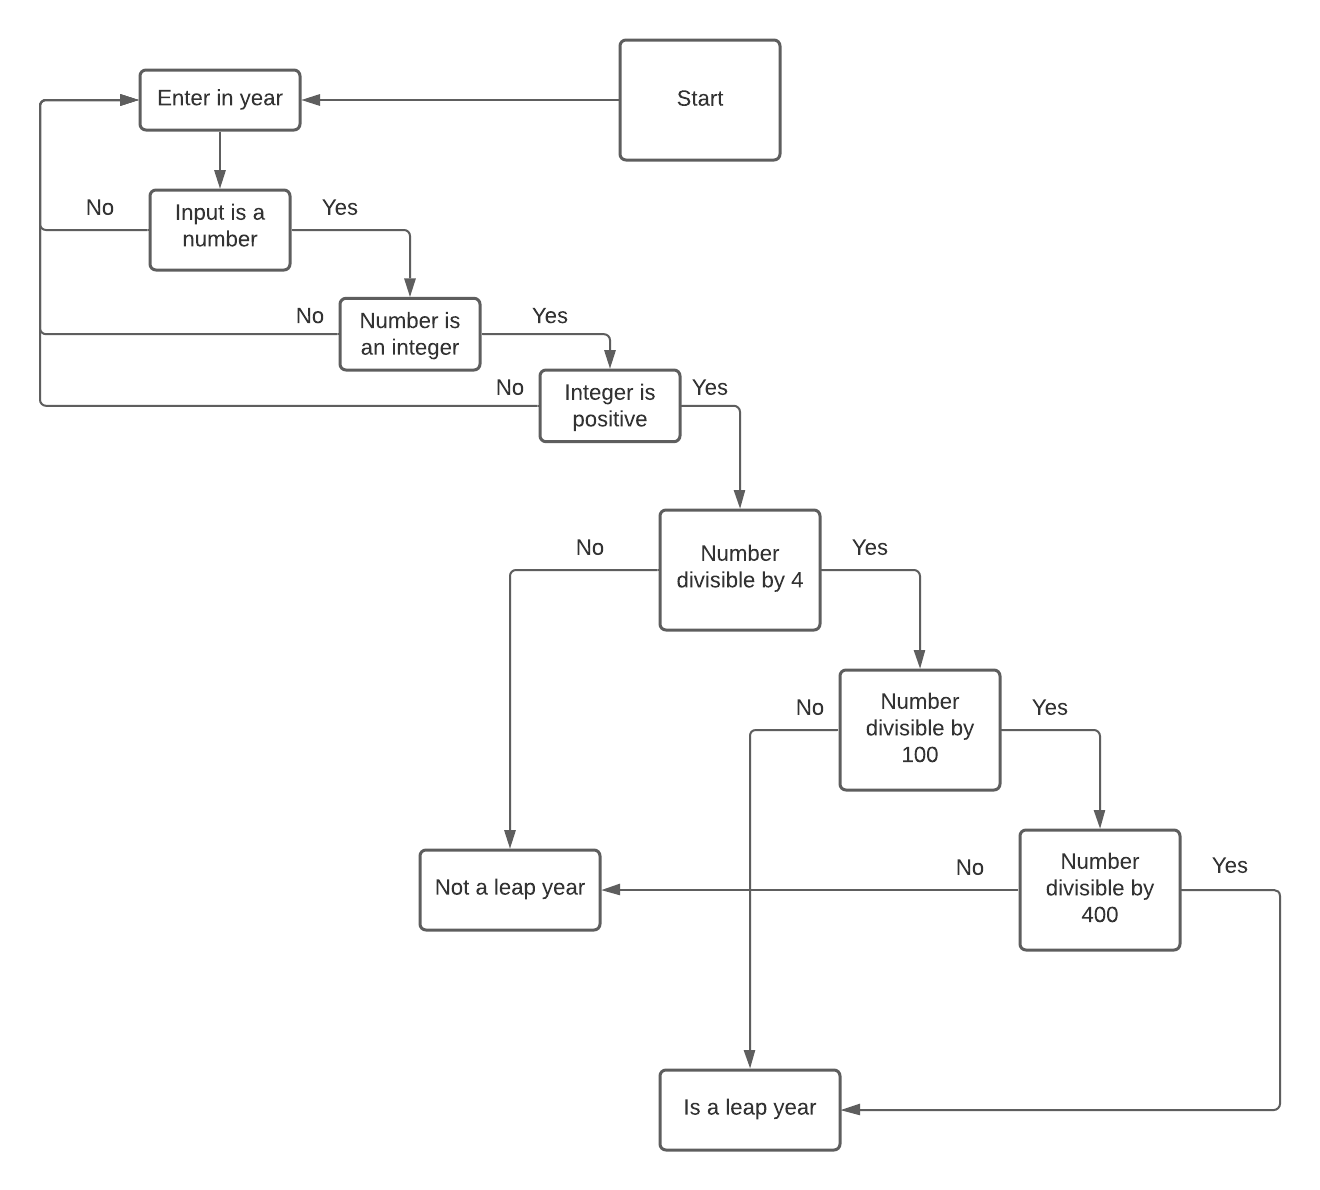 Start
Enter in year
Input is a
number
No
Yes
Number is
an integer
No
Yes
Integer is
positive
No
Yes
Number
divisible by 4
No
Yes
Number
divisible by
100
No
Yes
Number
divisible by
400
No
Yes
Not a leap year
Is a leap year